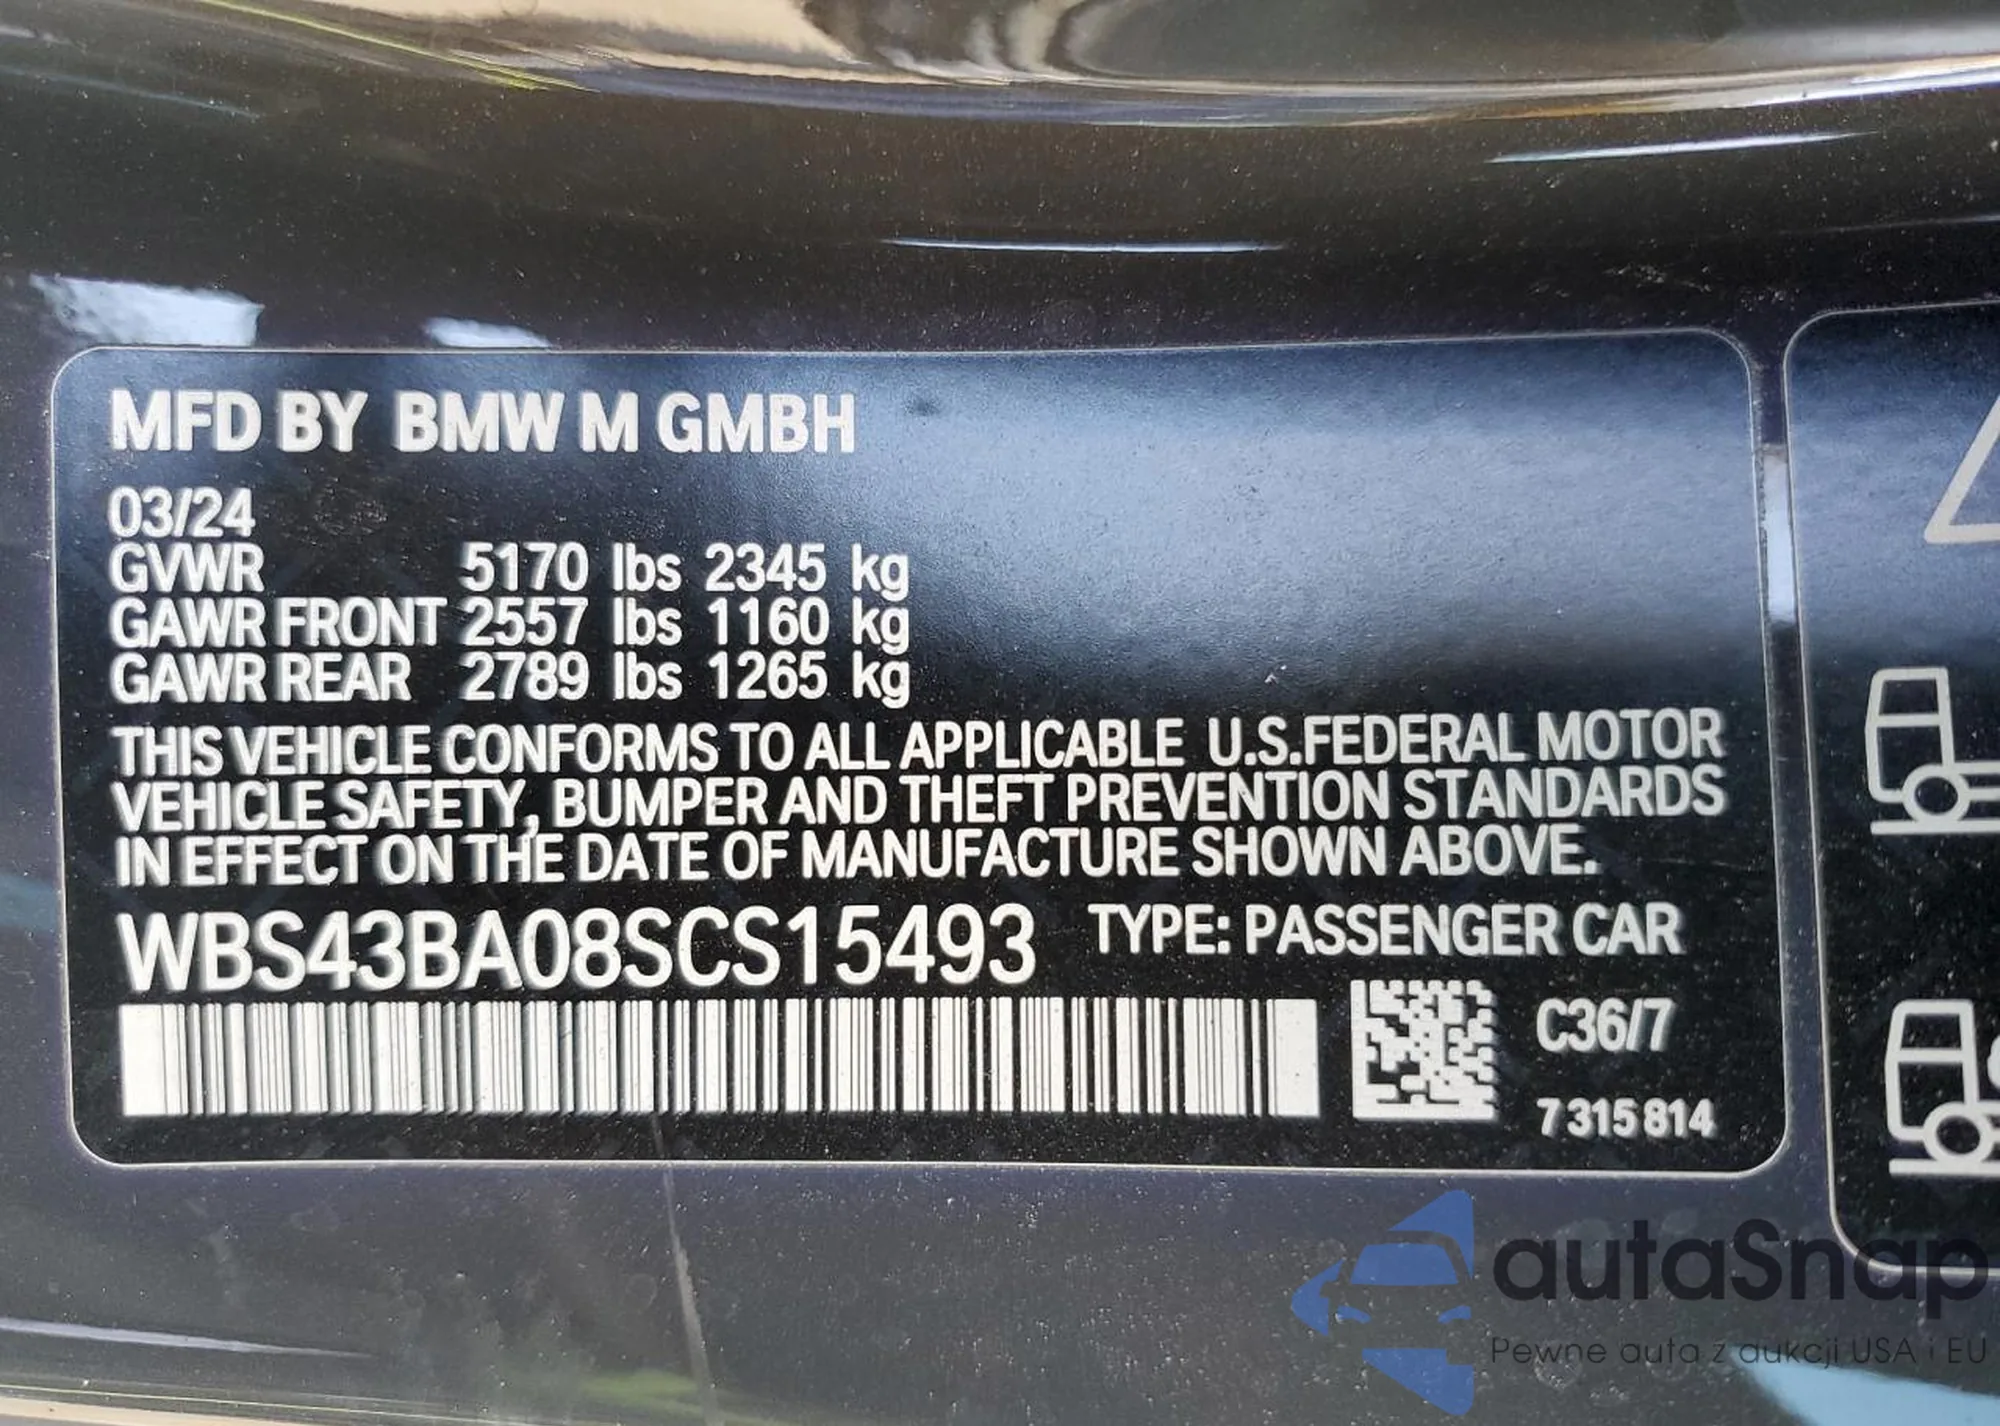 MFD BY BMW M GMBH
03/24
GVWR 5170 lbs 2345 kg
GAWR FRONT 2557 lbs 1160 kg
GAWR REAR 2789 lbs 1265 kg
THIS VEHICLE CONFORMS TO ALL APPLICABLE U.S.FEDERAL MOTOR
VEHICLE SAFETY, BUMPER AND THEFT PREVENTION STANDARDS
IN EFFECT ON THE DATE OF MANUFACTURE SHOWN ABOVE.
WBS43BA08SCS15493 TYPE: PASSENGER CAR
C36/7
7 315 814
autaSnap
Pewne auta z aukcji USA i EU